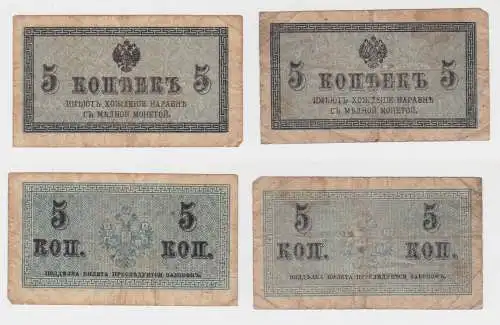 5 КОПѢЕКЪ 5
ИМѢЮТЪ ХОЖДЕНІЕ НАРАВНѢ
СЪ МѢДНОЙ МОНЕТОЙ.
5 КОПѢЕКЪ 5
ИМѢЮТЪ ХОЖДЕНІЕ НАРАВНѢ
СЪ МѢДНОЙ МОНЕТОЙ.
5 5
КОП. КОП.
ПОДДѢЛКА БИЛЕТА ПРЕСЛѢДУЕТСЯ ЗАКОНОМЪ.
5 5
КОП. КОП.
ПОДДѢЛКА БИЛЕТА ПРЕСЛѢДУЕТСЯ ЗАКОНОМЪ.